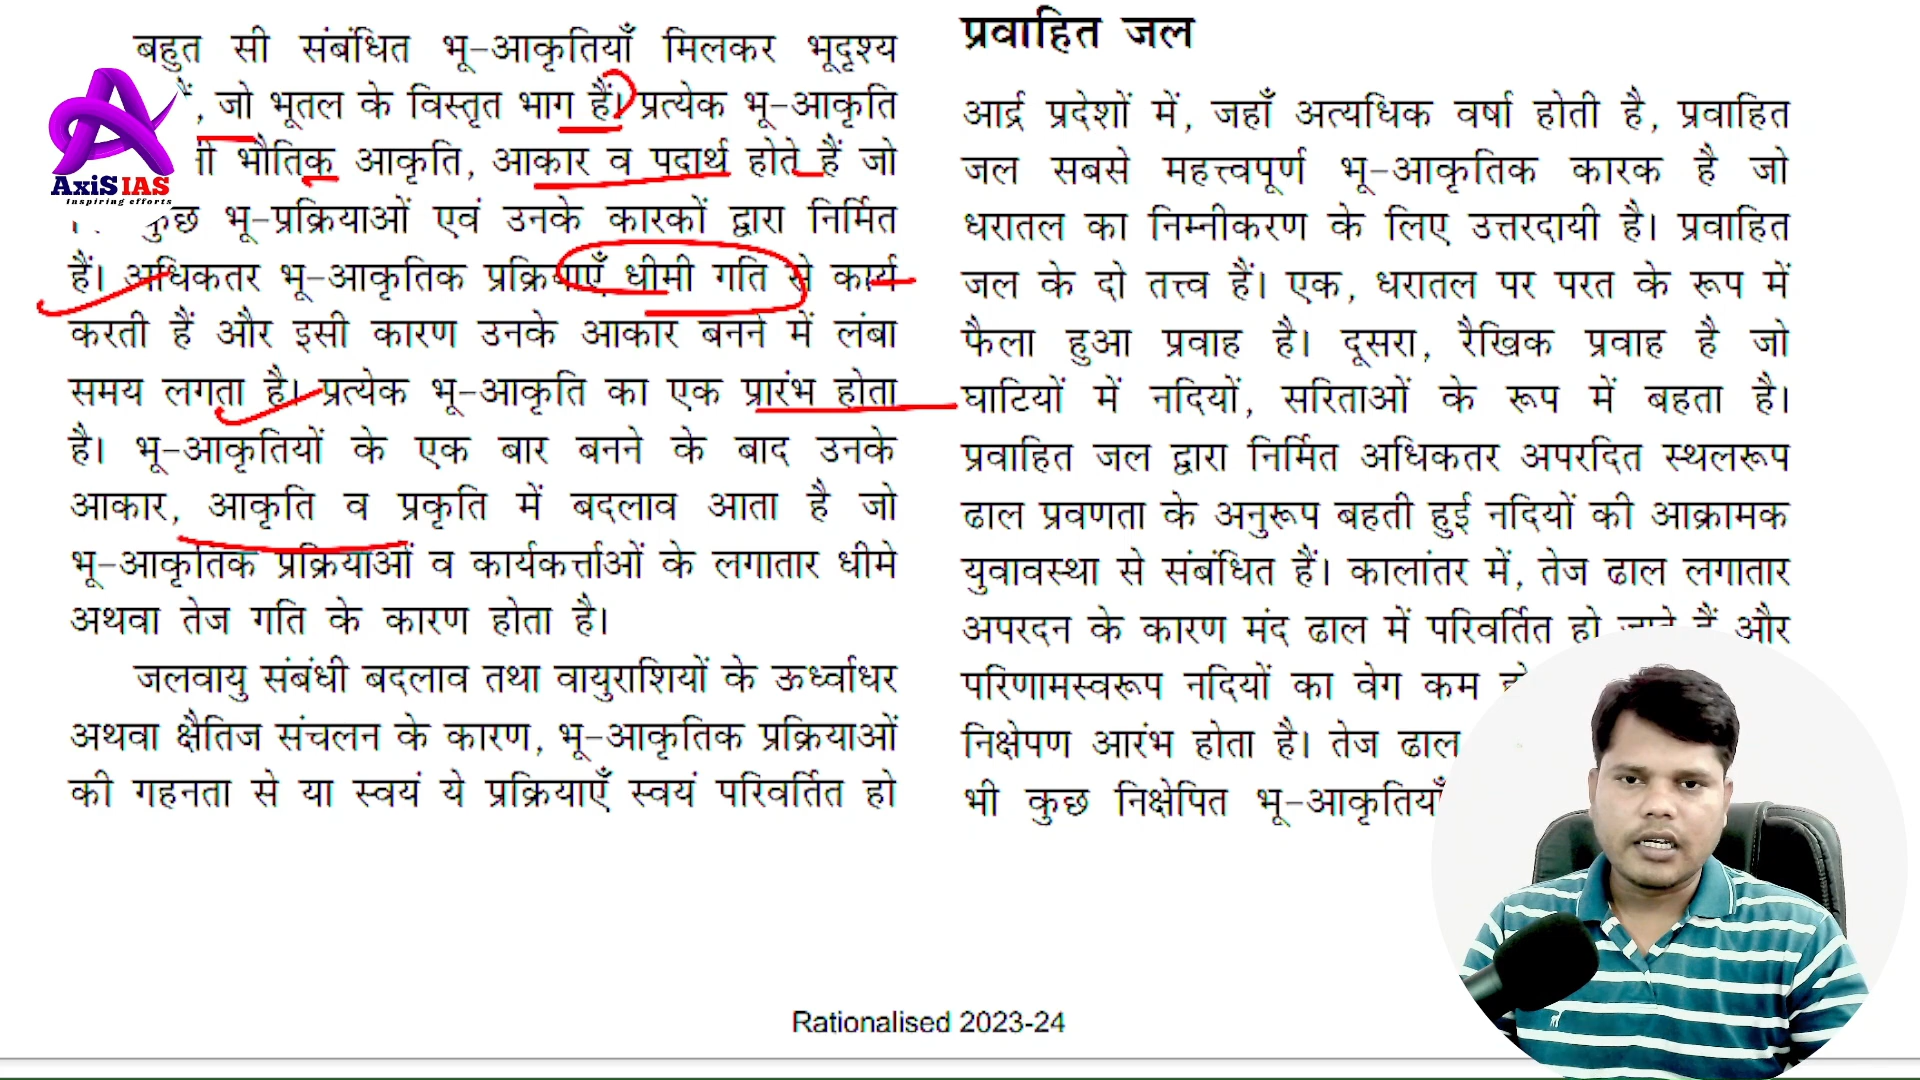 बहुत सी संबंधित भू-आकृतियाँ मिलकर भूदृश्य
, जो भूतल के विस्तृत भाग हैं। प्रत्येक भू-आकृति
भौतिक आकृति, आकार व पदार्थ होते हैं जो
कुछ भू-प्रक्रियाओं एवं उनके कारकों द्वारा निर्मित
हैं। अधिकतर भू-आकृतिक प्रक्रियाएँ धीमी गति से कार्य
करती हैं और इसी कारण उनके आकार बनने में लंबा
समय लगता है। प्रत्येक भू-आकृति का एक प्रारंभ होता
है। भू-आकृतियों के एक बार बनने के बाद उनके
आकार, आकृति व प्रकृति में बदलाव आता है जो
भू-आकृतिक प्रक्रियाओं व कार्यकर्त्ताओं के लगातार धीमे
अथवा तेज गति के कारण होता है।
जलवायु संबंधी बदलाव तथा वायुराशियों के ऊर्ध्वाधर
अथवा क्षैतिज संचलन के कारण, भू-आकृतिक प्रक्रियाओं
की गहनता से या स्वयं ये प्रक्रियाएँ स्वयं परिवर्तित हो
AxiS IAS
Inspiring efforts
प्रवाहित जल
आर्द्र प्रदेशों में, जहाँ अत्यधिक वर्षा होती है, प्रवाहित
जल सबसे महत्त्वपूर्ण भू-आकृतिक कारक है जो
धरातल का निम्नीकरण के लिए उत्तरदायी है। प्रवाहित
जल के दो तत्त्व हैं। एक, धरातल पर परत के रूप में
फैला हुआ प्रवाह है। दूसरा, रैखिक प्रवाह है जो
घाटियों में नदियों, सरिताओं के रूप में बहता है।
प्रवाहित जल द्वारा निर्मित अधिकतर अपरदित स्थलरूप
ढाल प्रवणता के अनुरूप बहती हुई नदियों की आक्रामक
युवावस्था से संबंधित हैं। कालांतर में, तेज ढाल लगातार
अपरदन के कारण मंद ढाल में परिवर्तित हो जाते हैं और
परिणामस्वरूप नदियों का वेग कम
निक्षेपण आरंभ होता है। तेज ढाल
भी कुछ निक्षेपित भू-आकृतियाँ
Rationalised 2023-24